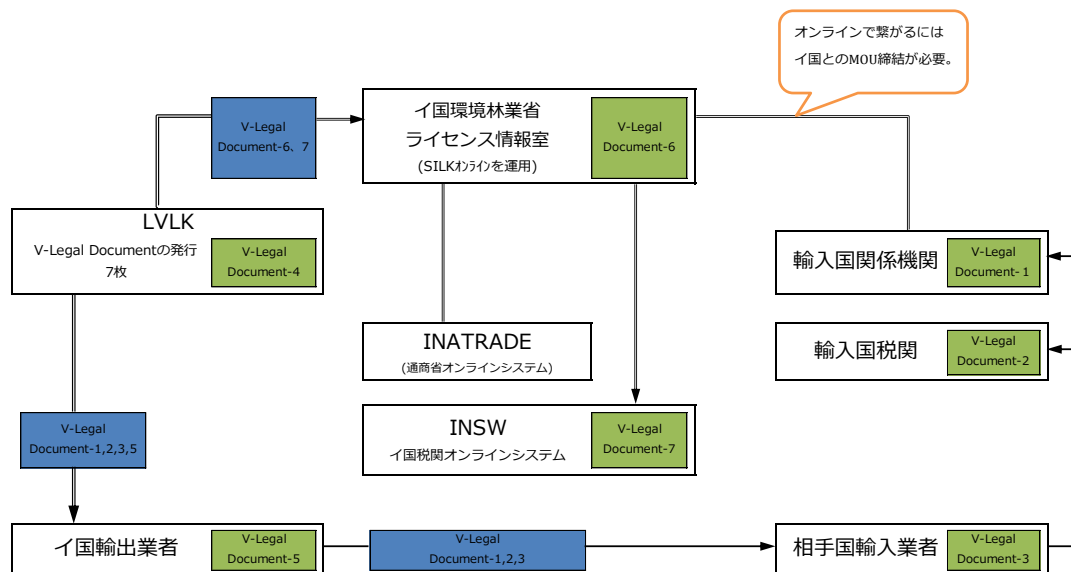 オンラインで繋がるには
イ国とのMOU締結が必要。
V-Legal
Document-6、7
イ国環境林業省
ライセンス情報室
(SILKオンラインを運用)
V-Legal
Document-6
LVLK
V-Legal Documentの発行
7枚
V-Legal
Document-4
輸入国関係機関
V-Legal
Document-1
INATRADE
(通商省オンラインシステム)
輸入国税関
V-Legal
Document-2
V-Legal
Document-1,2,3,5
INSW
イ国税関オンラインシステム
V-Legal
Document-7
イ国輸出業者
V-Legal
Document-5
V-Legal
Document-1,2,3
相手国輸入業者
V-Legal
Document-3